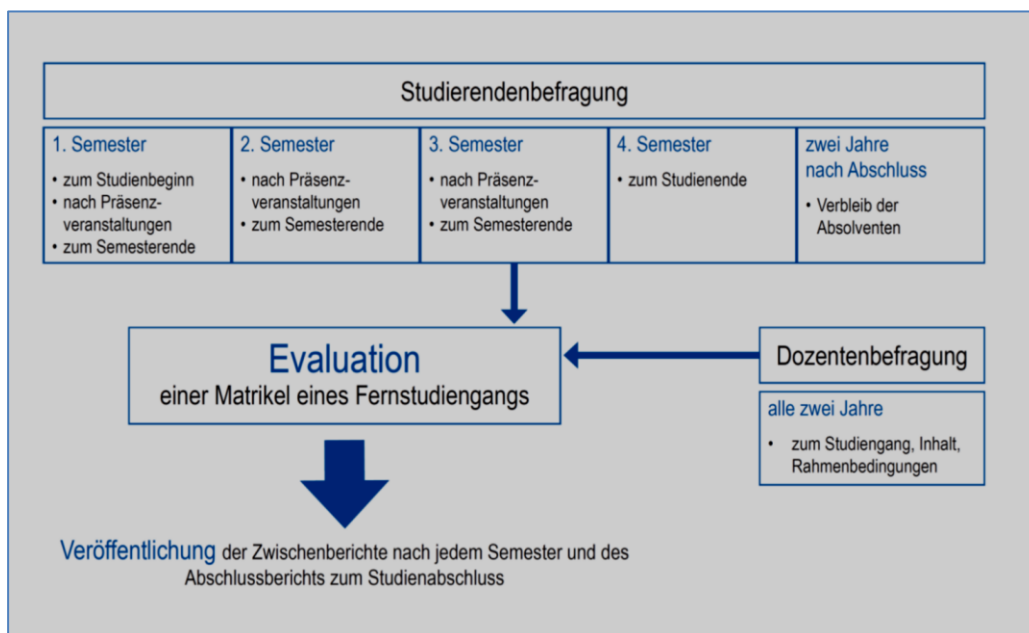 Studierendenbefragung
1. Semester
• zum Studienbeginn
• nach Präsenz-
veranstaltungen
• zum Semesterende
2. Semester
• nach Präsenz-
veranstaltungen
• zum Semesterende
3. Semester
• nach Präsenz-
veranstaltungen
• zum Semesterende
4. Semester
• zum Studienende
zwei Jahre
nach Abschluss
• Verbleib der
Absolventen
Evaluation
einer Matrikel eines Fernstudiengangs
Dozentenbefragung
alle zwei Jahre
• zum Studiengang, Inhalt,
Rahmenbedingungen
Veröffentlichung der Zwischenberichte nach jedem Semester und des
Abschlussberichts zum Studienabschluss